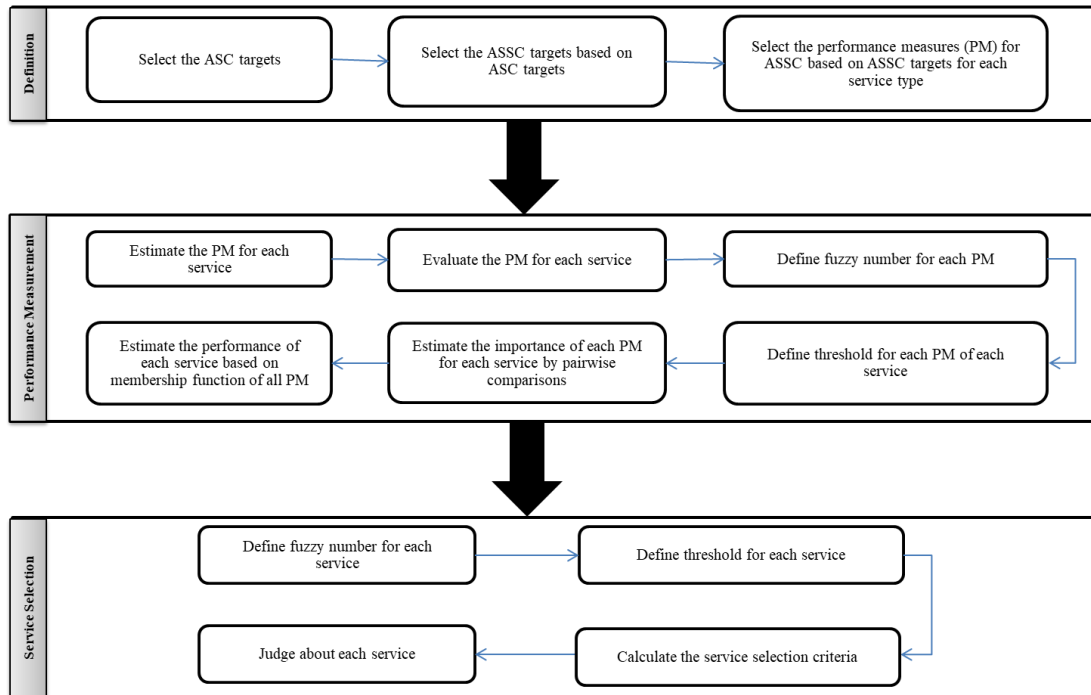 Definition
Select the ASC targets
Select the ASSC targets based on
ASC targets
Select the performance measures (PM) for
ASSC based on ASSC targets for each
service type
Performance Measurement
Estimate the PM for each
service
Evaluate the PM for each service
Define fuzzy number for each PM
Define threshold for each PM of each
service
Estimate the importance of each PM
for each service by pairwise
comparisons
Estimate the performance of
each service based on
membership function of all PM
Service Selection
Define fuzzy number for each
service
Define threshold for each service
Calculate the service selection criteria
Judge about each service